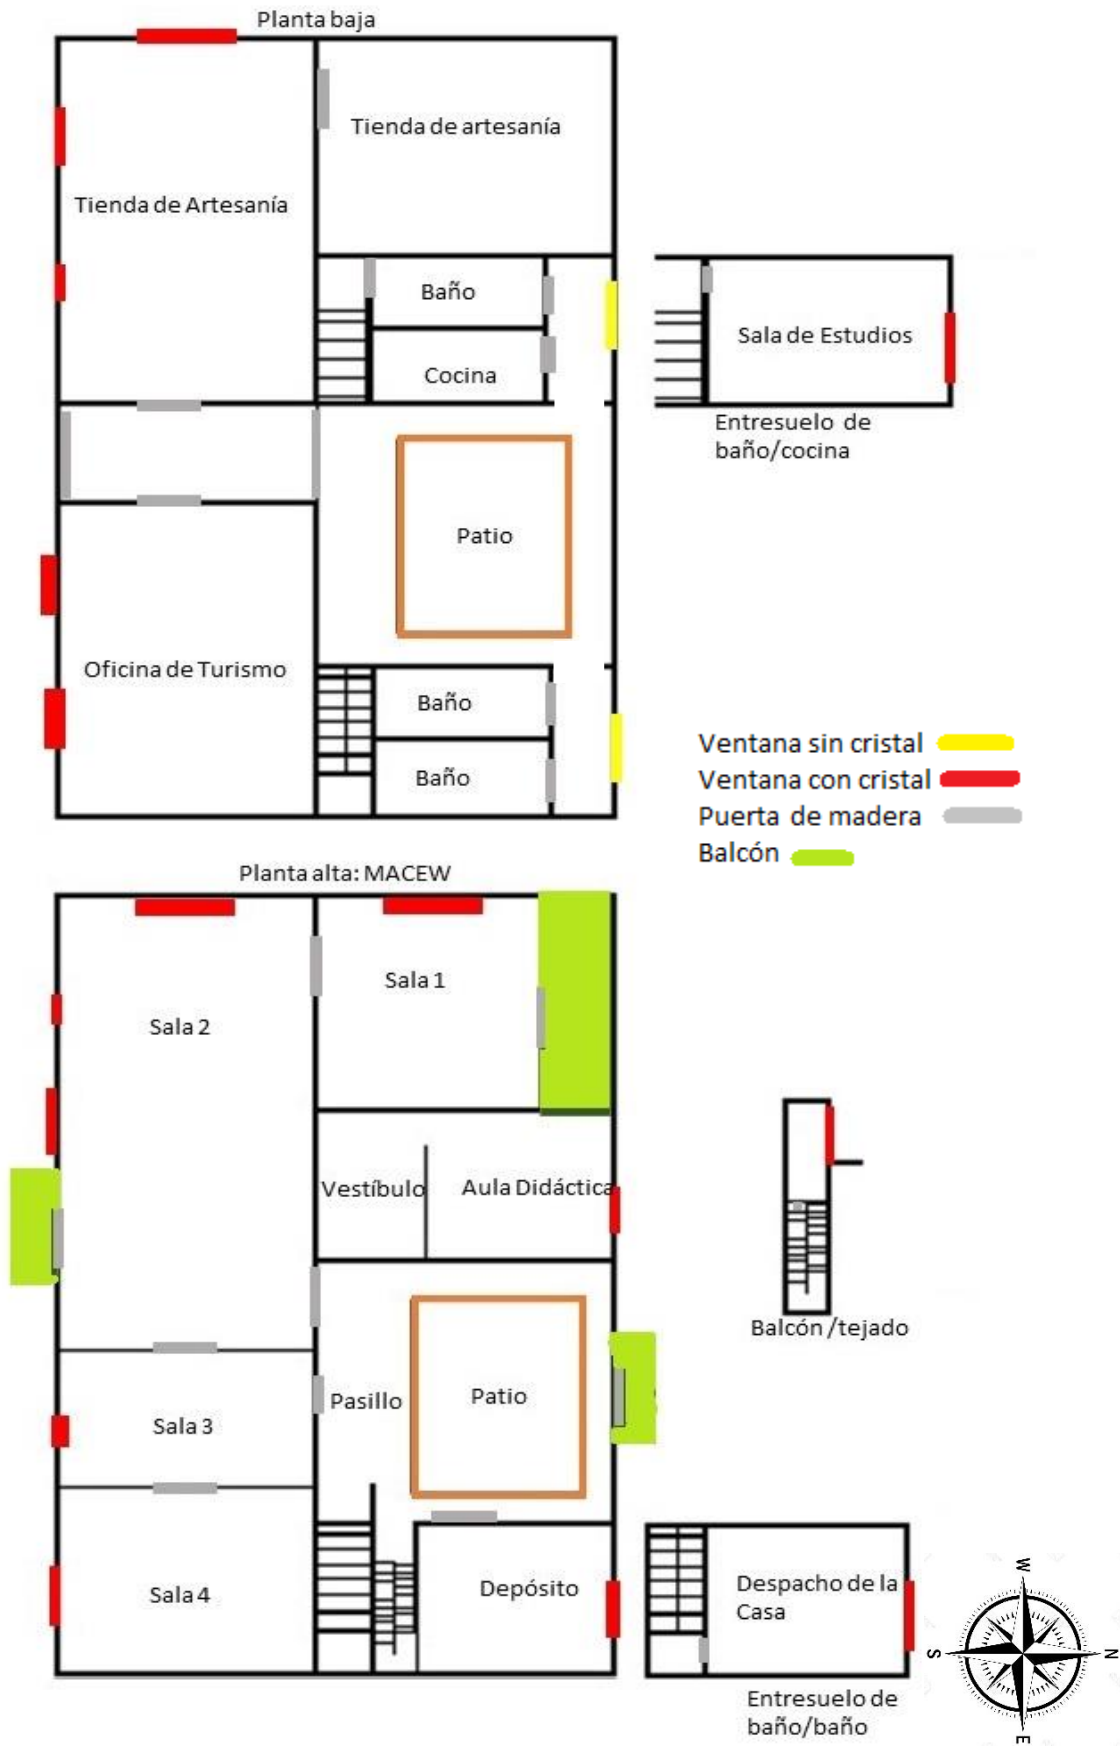 Planta baja
Tienda de artesanía
Tienda de Artesanía
Baño
Cocina
Sala de Estudios
Entresuelo de
baño/cocina
Patio
Oficina de Turismo
Baño
Baño
Ventana sin cristal
Ventana con cristal
Puerta de madera
Balcón
Planta alta: MACEW
Sala 1
Sala 2
Vestíbulo
Aula Didáctica
Balcón /tejado
Pasillo
Patio
Sala 3
Sala 4
Depósito
Despacho de la
Casa
Entresuelo de
baño/baño
W
S
N
E